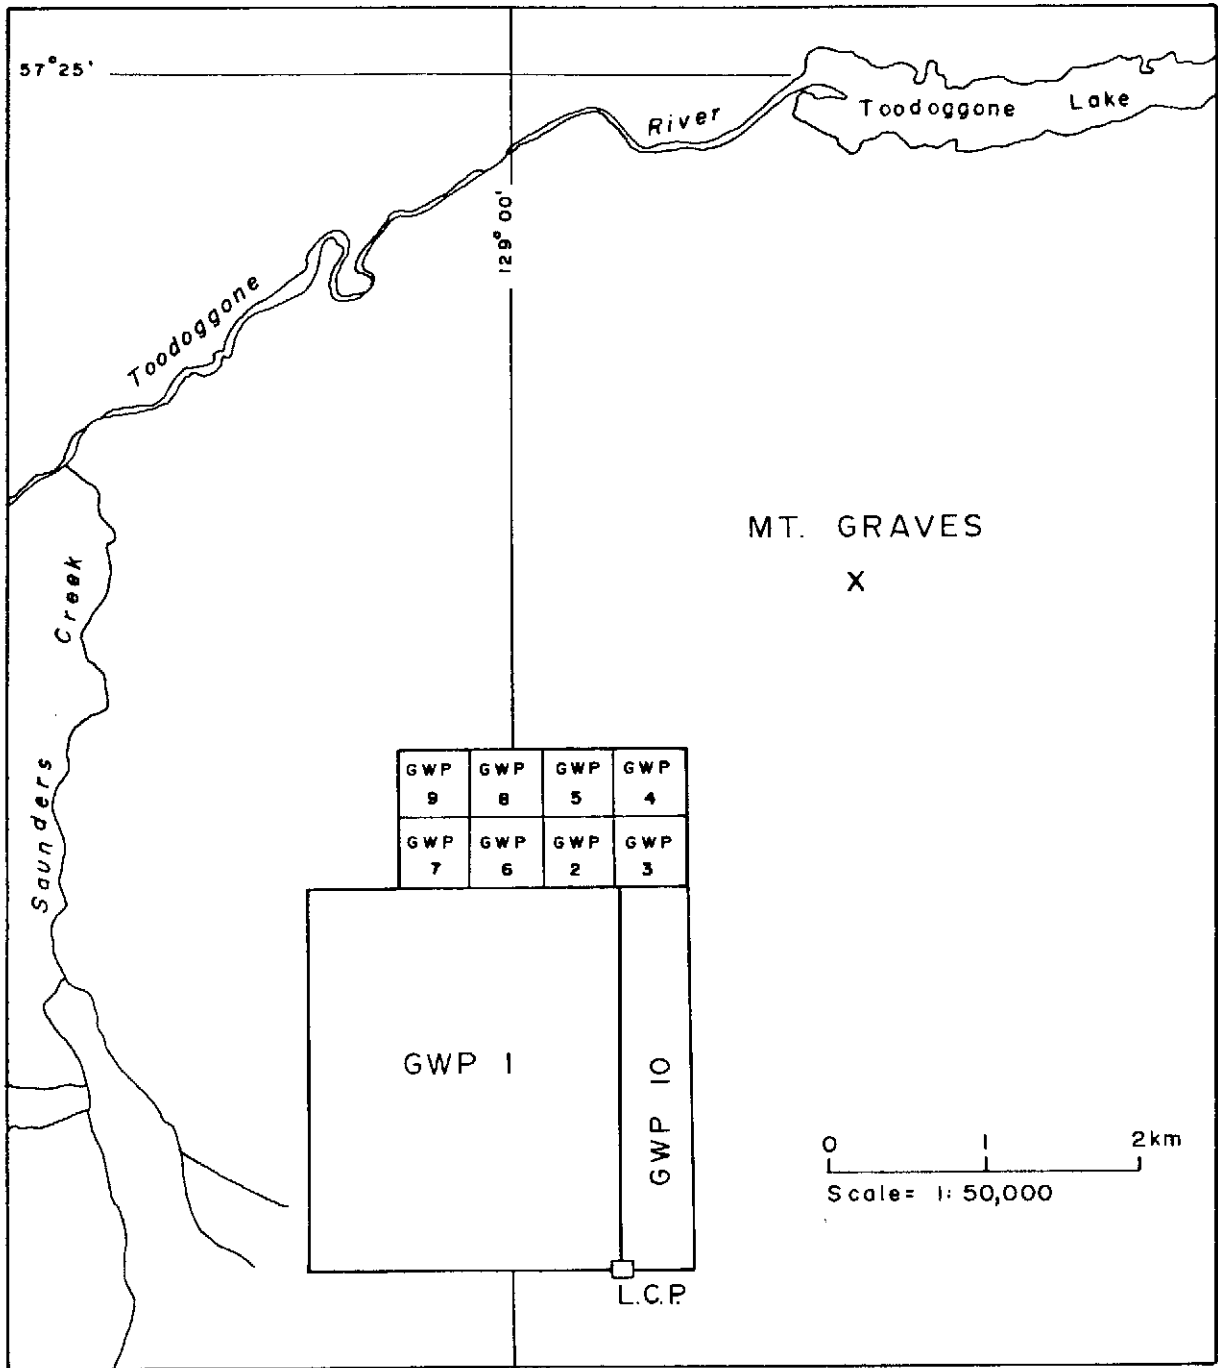 57°25'
Toodoggone Lake
River
129° 00'
Toodoggone
MT. GRAVES
X
Creek
Saunders
GWP GWP GWP GWP
9 8 5 4
GWP GWP GWP GWP
7 6 2 3
GWP 1
GWP 10
0 1 2km
Scale= 1: 50,000
L.C.P.